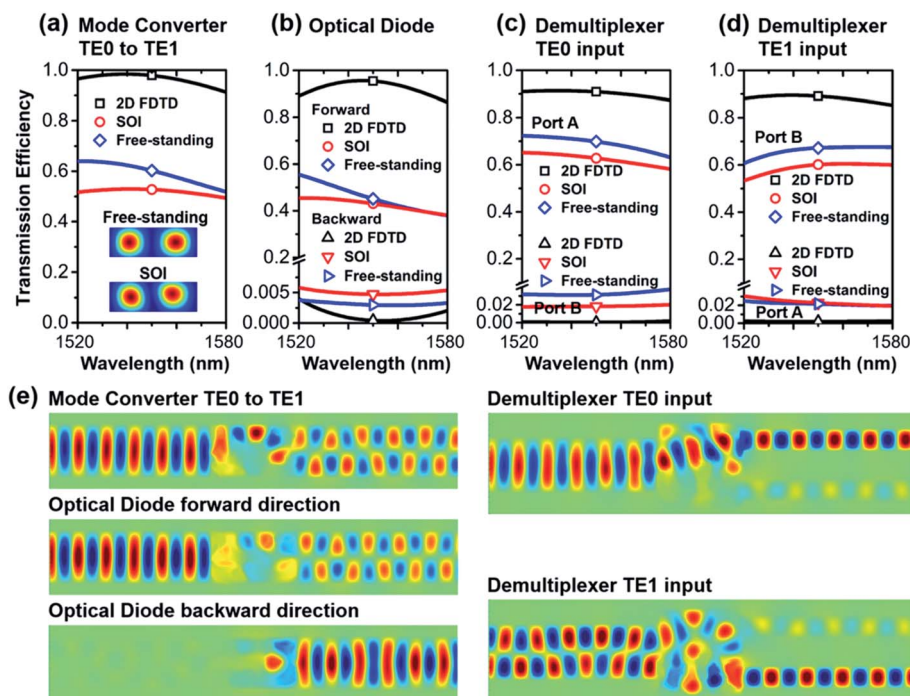 (a) Mode Converter
TE0 to TE1
(b) Optical Diode
(c) Demultiplexer
TE0 input
(d) Demultiplexer
TE1 input
Transmission Efficiency
1.0
0.8
0.6
0.4
0.2
0.0
2D FDTD
SOI
Free-standing
Free-standing
SOI
1520
1580
Wavelength (nm)
1.0
0.8
0.6
0.4
0.2
0.005
0.000
Forward
2D FDTD
SOI
Free-standing
Backward
2D FDTD
SOI
Free-standing
1520
1580
Wavelength (nm)
1.0
0.8
0.6
0.4
0.2
0.02
0.00
Port A
2D FDTD
SOI
Free-standing
2D FDTD
SOI
Free-standing
Port B
1520
1580
Wavelength (nm)
1.0
0.8
0.6
0.4
0.2
0.02
0.00
Port B
2D FDTD
SOI
Free-standing
2D FDTD
SOI
Free-standing
Port A
1520
1580
Wavelength (nm)
(e)
Mode Converter TE0 to TE1
Optical Diode forward direction
Optical Diode backward direction
Demultiplexer TE0 input
Demultiplexer TE1 input